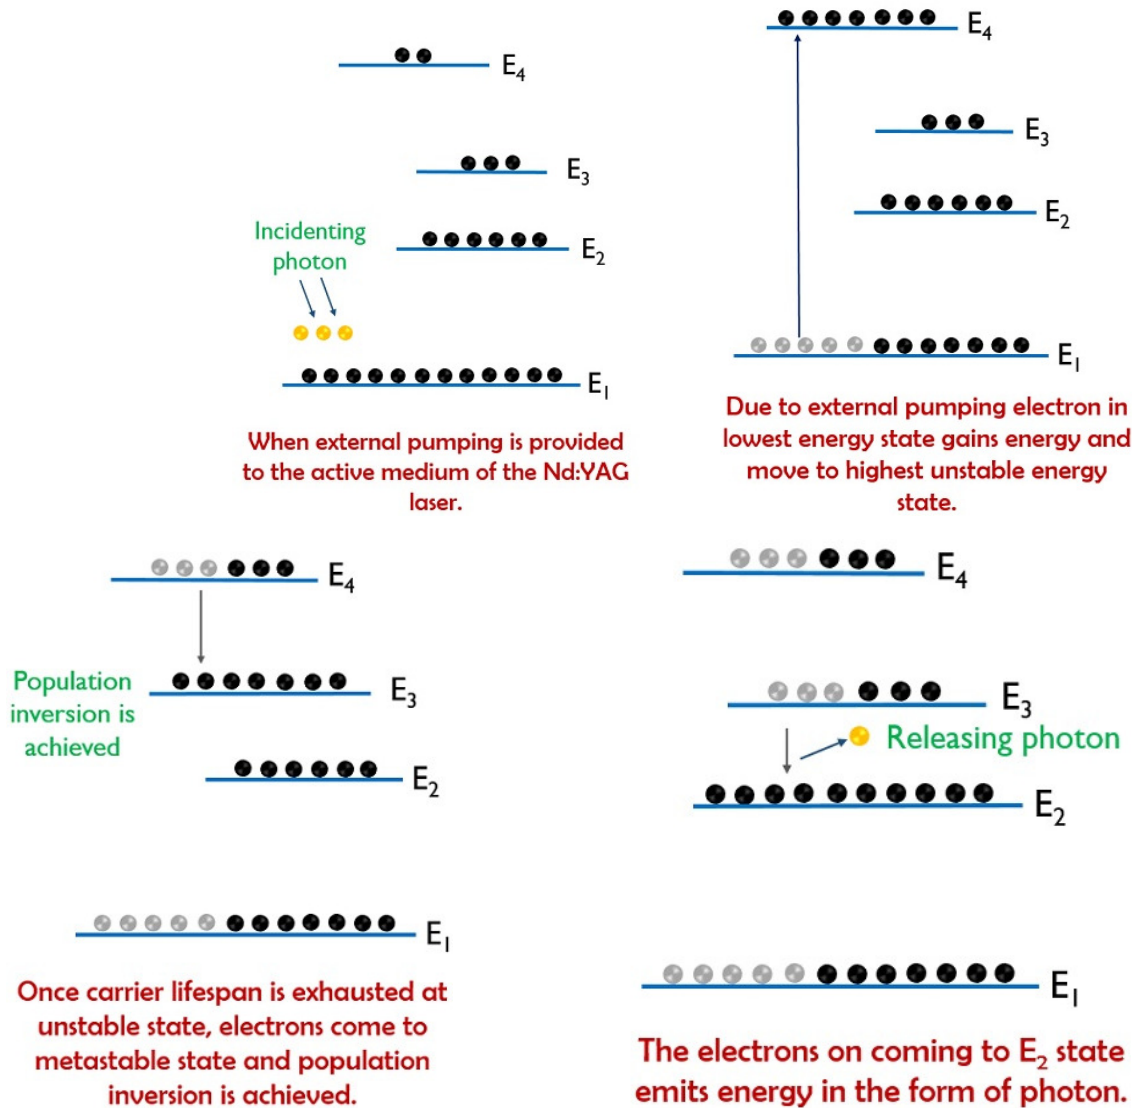 E4
E3
Incidenting
photon
E2
E1
When external pumping is provided
to the active medium of the Nd:YAG
laser.
E4
E3
E2
E1
Due to external pumping electron in
lowest energy state gains energy and
move to highest unstable energy
state.
E4
Population
inversion is
achieved
E3
E2
E1
Once carrier lifespan is exhausted at
unstable state, electrons come to
metastable state and population
inversion is achieved.
E4
E3
Releasing photon
E2
E1
The electrons on coming to E2 state
emits energy in the form of photon.